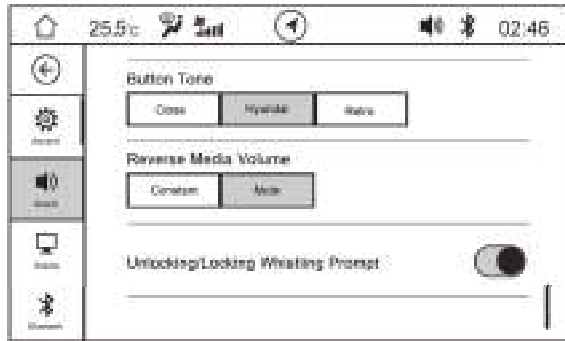 25.5℃ 02:46
Button Tone
Close Hyundai Retro
Reverse Media Volume
Constant Mute
Unlocking/Locking Whistling Prompt